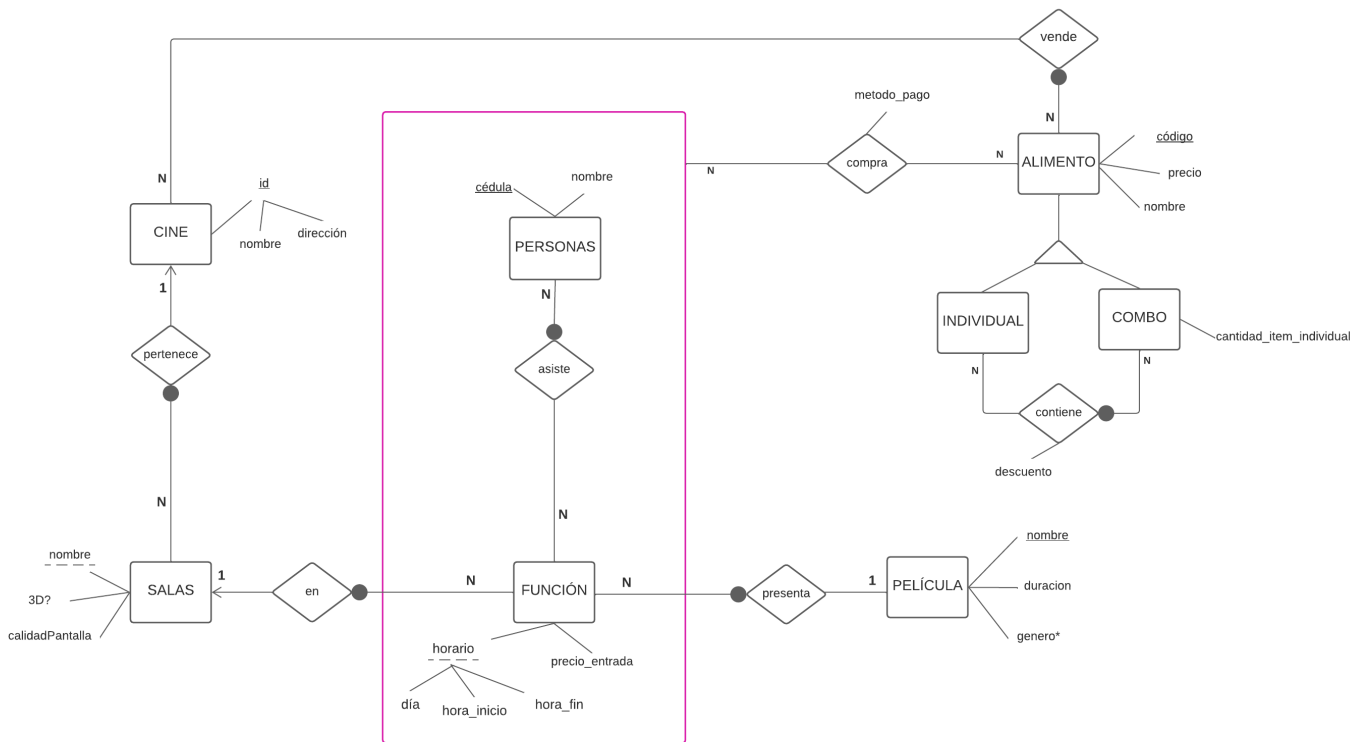 vende
N
metodo_pago
compra
N
N
N
ALIMENTO
código
precio
nombre
N
id
nombre
dirección
CINE
1
cédula
nombre
PERSONAS
N
asiste
N
pertenece
N
INDIVIDUAL
COMBO
cantidad_item_individual
N
N
contiene
descuento
nombre
3D?
calidadPantalla
SALAS
1
en
N
FUNCIÓN
N
presenta
1
PELÍCULA
nombre
duracion
genero*
horario
precio_entrada
día
hora_inicio
hora_fin